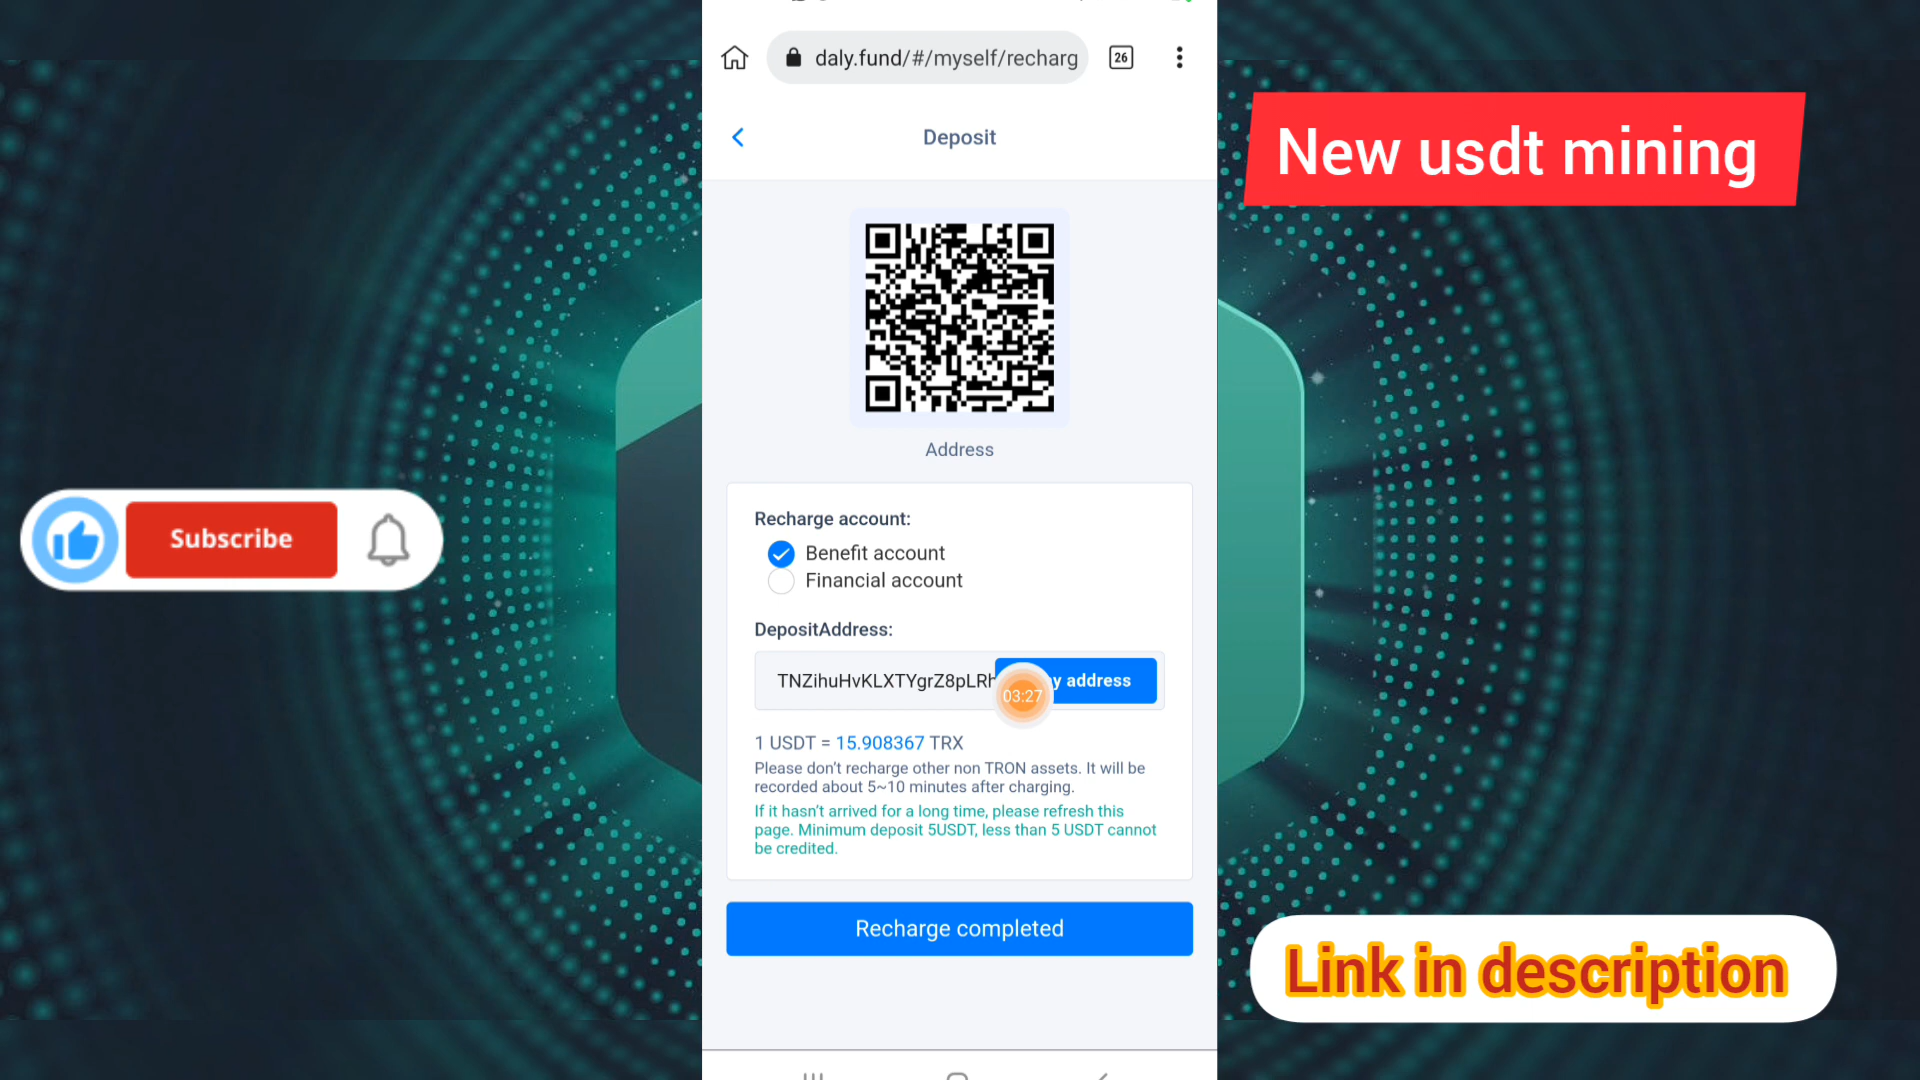 daly.fund/#/myself/recharg
26
Deposit
New usdt mining
Address
Subscribe
Recharge account:
Benefit account
Financial account
DepositAddress:
TNZihuHvKLXTYgrZ8pLRh
y address
03:27
1 USDT = 15.908367 TRX
Please don't recharge other non TRON assets. It will be
recorded about 5~10 minutes after charging.
If it hasn't arrived for a long time, please refresh this
page. Minimum deposit 5USDT, less than 5 USDT cannot
be credited.
Recharge completed
Link in description